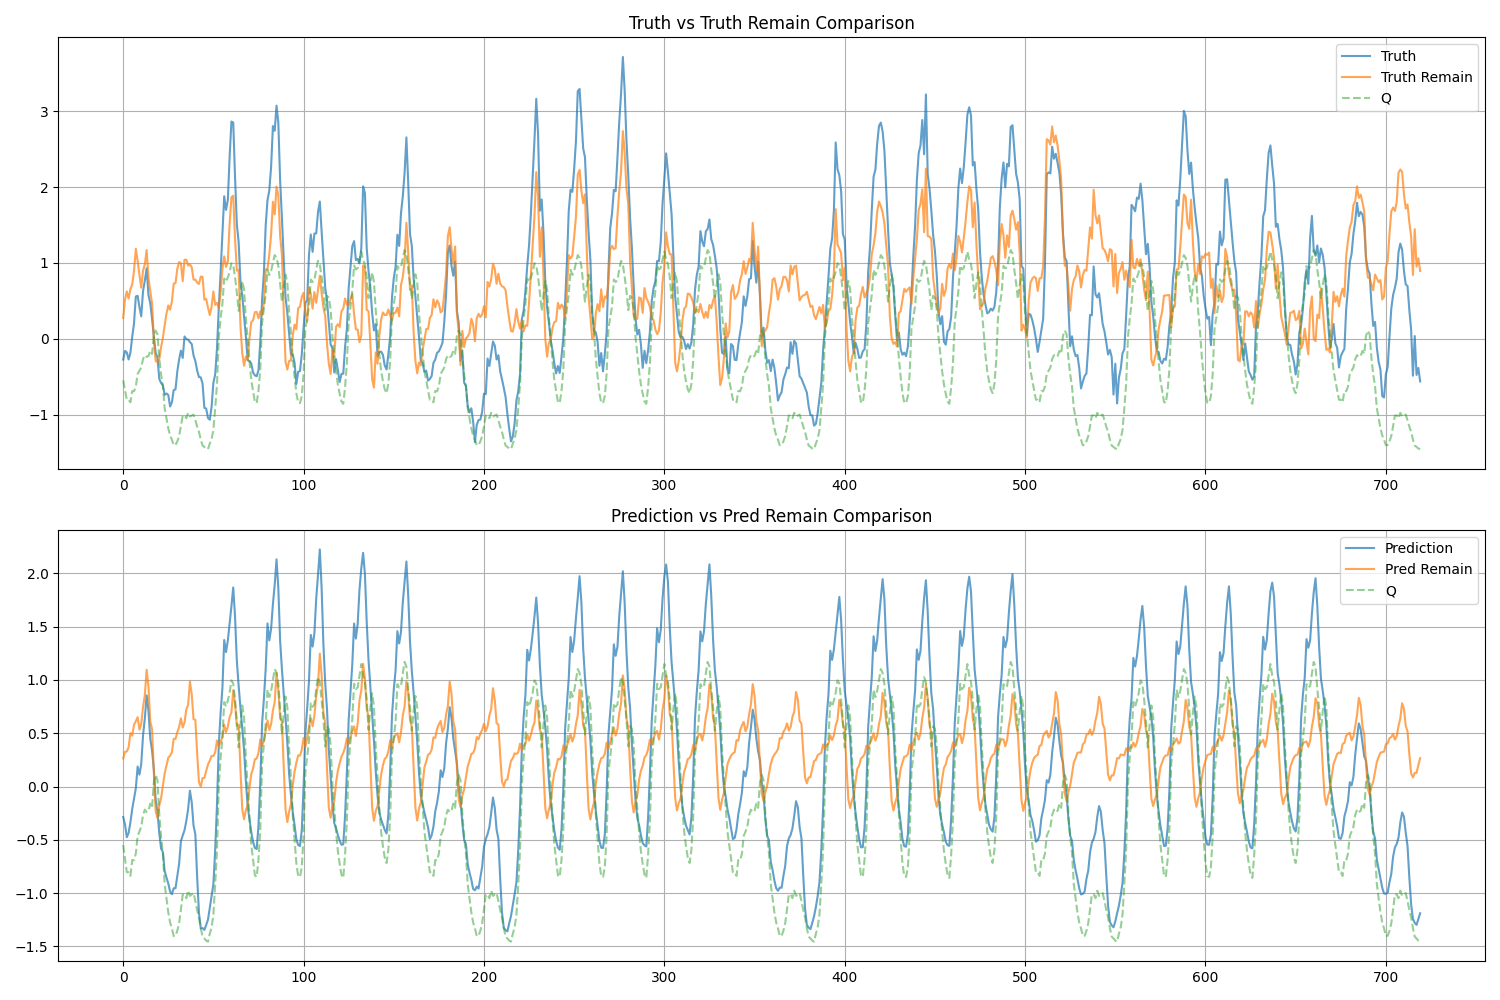 Truth vs Truth Remain Comparison
Truth
Truth Remain
Q
3
2
1
0
−1
0 100 200 300 400 500 600 700
Prediction vs Pred Remain Comparison
Prediction
Pred Remain
Q
2.0
1.5
1.0
0.5
0.0
−0.5
−1.0
−1.5
0 100 200 300 400 500 600 700